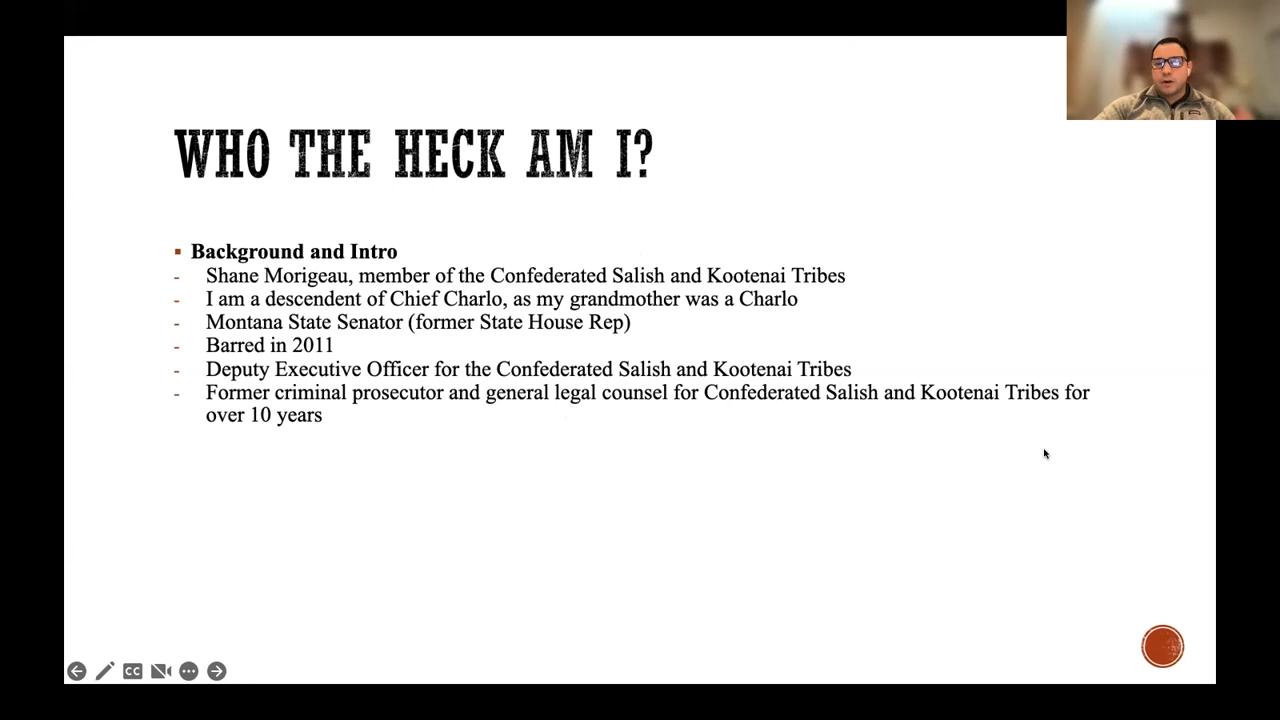 WHO THE HECK AM I?
▪ Background and Intro
- Shane Morigeau, member of the Confederated Salish and Kootenai Tribes
- I am a descendent of Chief Charlo, as my grandmother was a Charlo
- Montana State Senator (former State House Rep)
- Barred in 2011
- Deputy Executive Officer for the Confederated Salish and Kootenai Tribes
- Former criminal prosecutor and general legal counsel for Confederated Salish and Kootenai Tribes for
over 10 years
CC